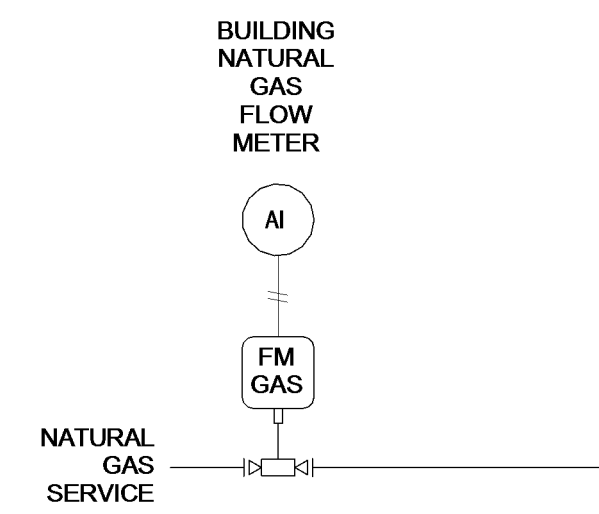 BUILDING
NATURAL
GAS
FLOW
METER
AI
FM
GAS
NATURAL
GAS
SERVICE